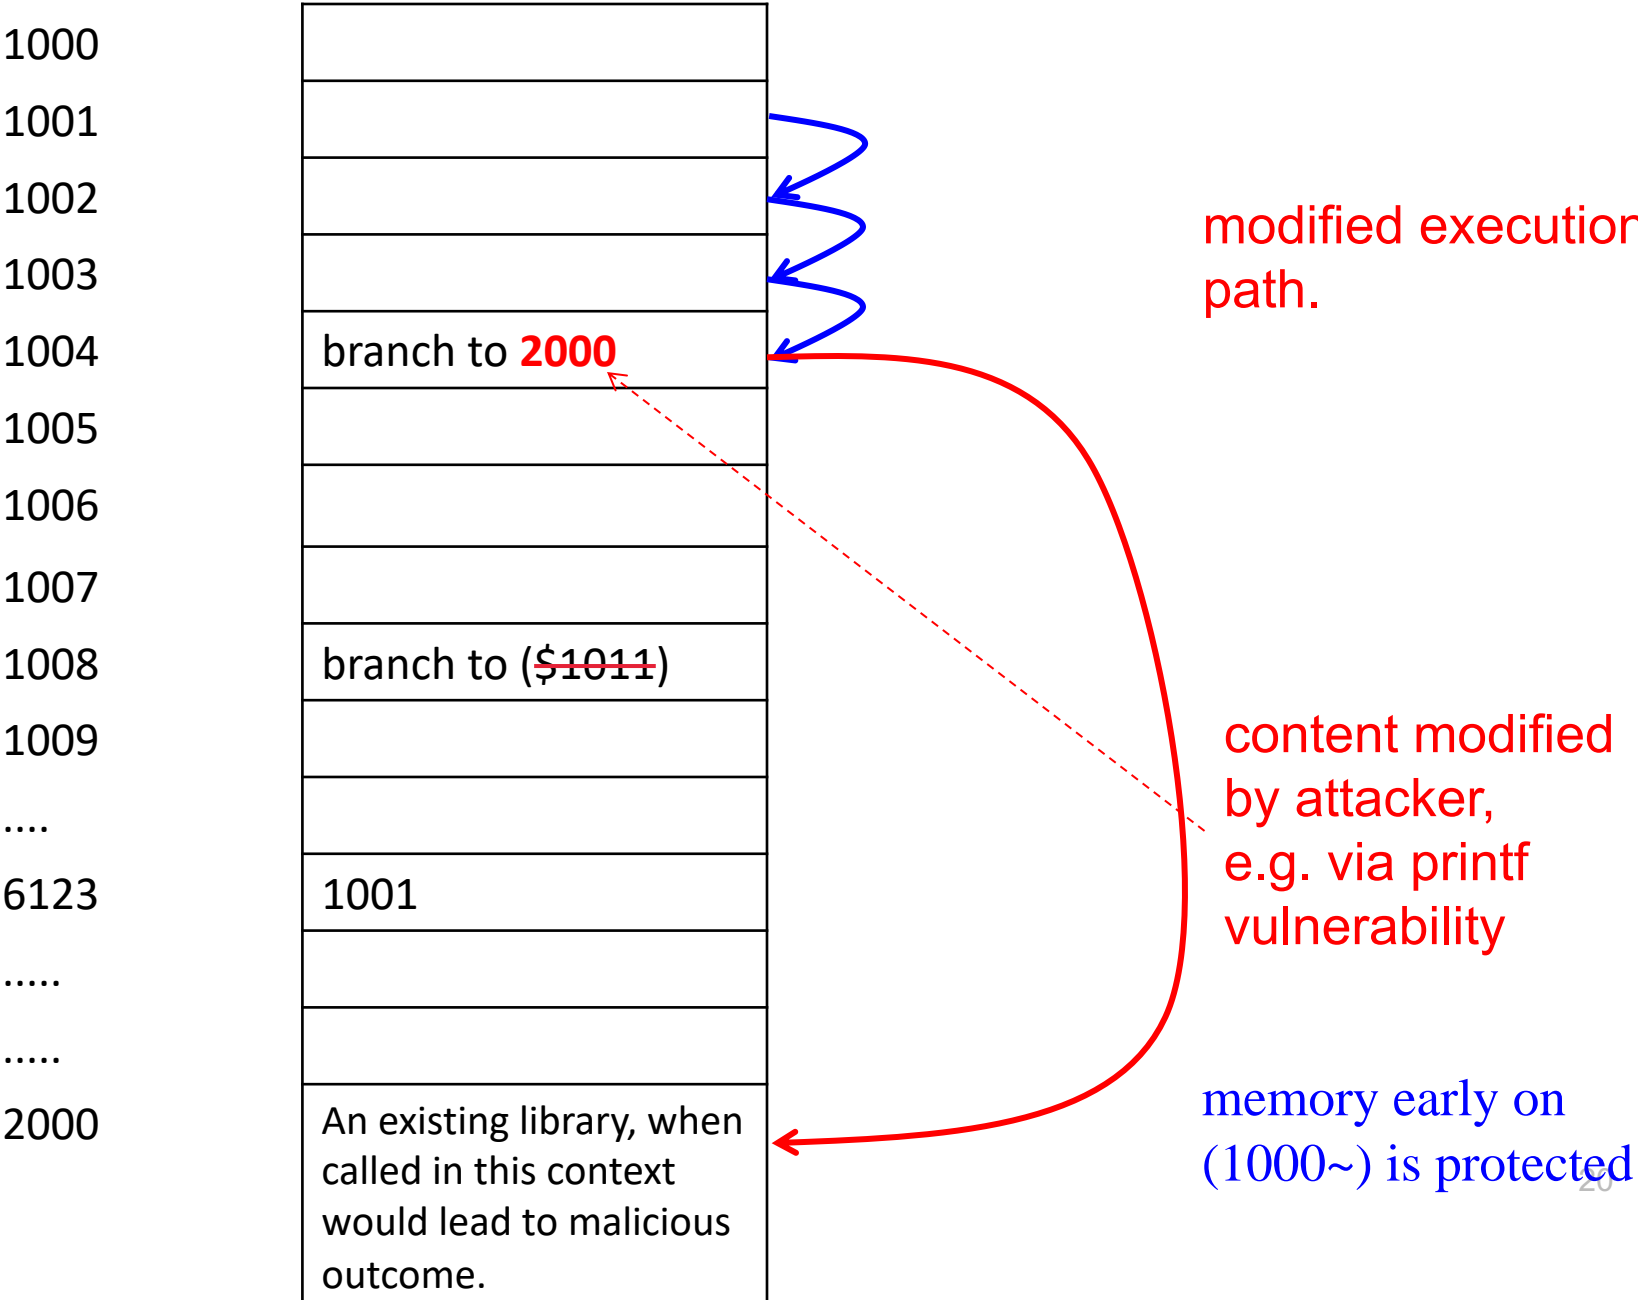 1000
1001
1002
modified execution
1003
path.
1004
branch to 2000
1005
1006
1007
1008
branch to ($1011)
1009
content modified
by attacker,
....
e.g. via printf
6123
1001
vulnerability
.....
.....
2000
An existing library, when
called in this context
would lead to malicious
outcome.
memory early on
(1000~) is protected
20